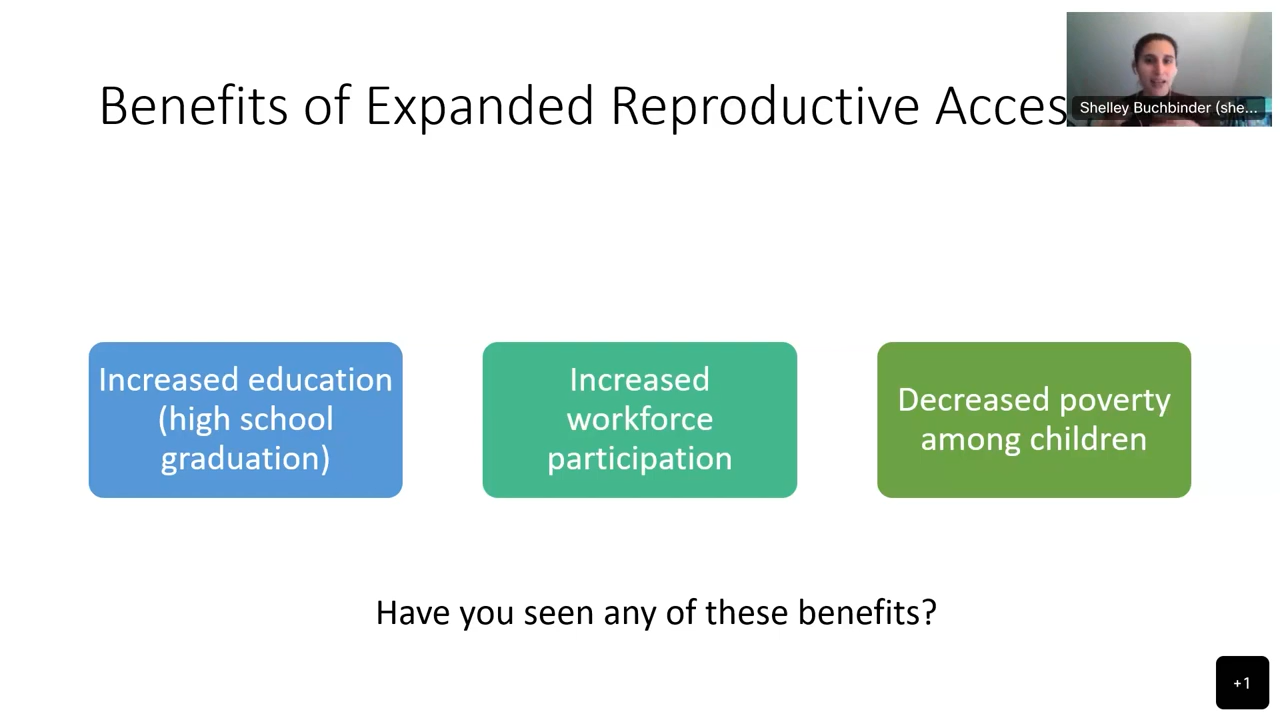 Benefits of Expanded Reproductive Acces
Shelley Buchbinder (she...
Increased education
(high school
graduation)
Increased
workforce
participation
Decreased poverty
among children
Have you seen any of these benefits?
+1